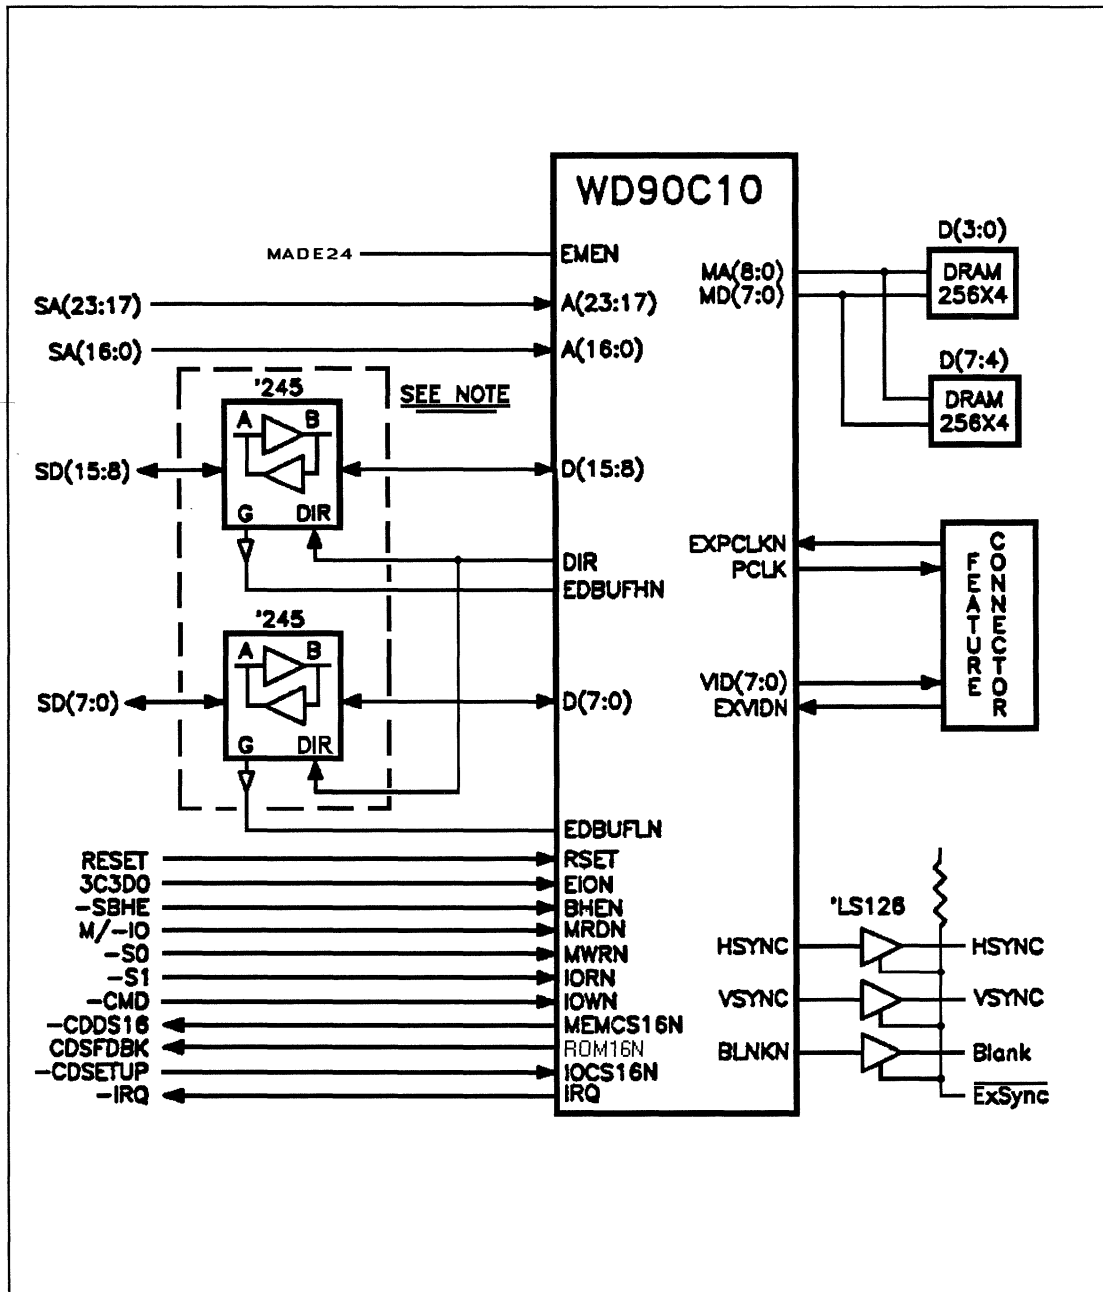 WD90C10
MADE24
EMEN
SA(23:17)
A(23:17)
SA(16:0)
A(16:0)
MA(8:0)
MD(7:0)
D(3:0)
DRAM
256X4
D(7:4)
DRAM
256X4
SEE NOTE
'245
A B
G DIR
SD(15:8)
D(15:8)
DIR
EDBUFHN
'245
A B
G DIR
SD(7:0)
D(7:0)
EDBUFLN
EXPCLKN
PCLK
VID(7:0)
EXVIDN
FEATURE
CONNECTOR
RESET
RSET
3C3D0
EION
-SBHE
BHEN
M/-IO
MRDN
-S0
MWRN
-S1
IORN
-CMD
IOWN
-CDDS16
MEMCS16N
CDSFDBK
ROM16N
-CDSETUP
IOCS16N
-IRQ
IRQ
'LS126
HSYNC
HSYNC
VSYNC
VSYNC
BLNKN
Blank
ExSync